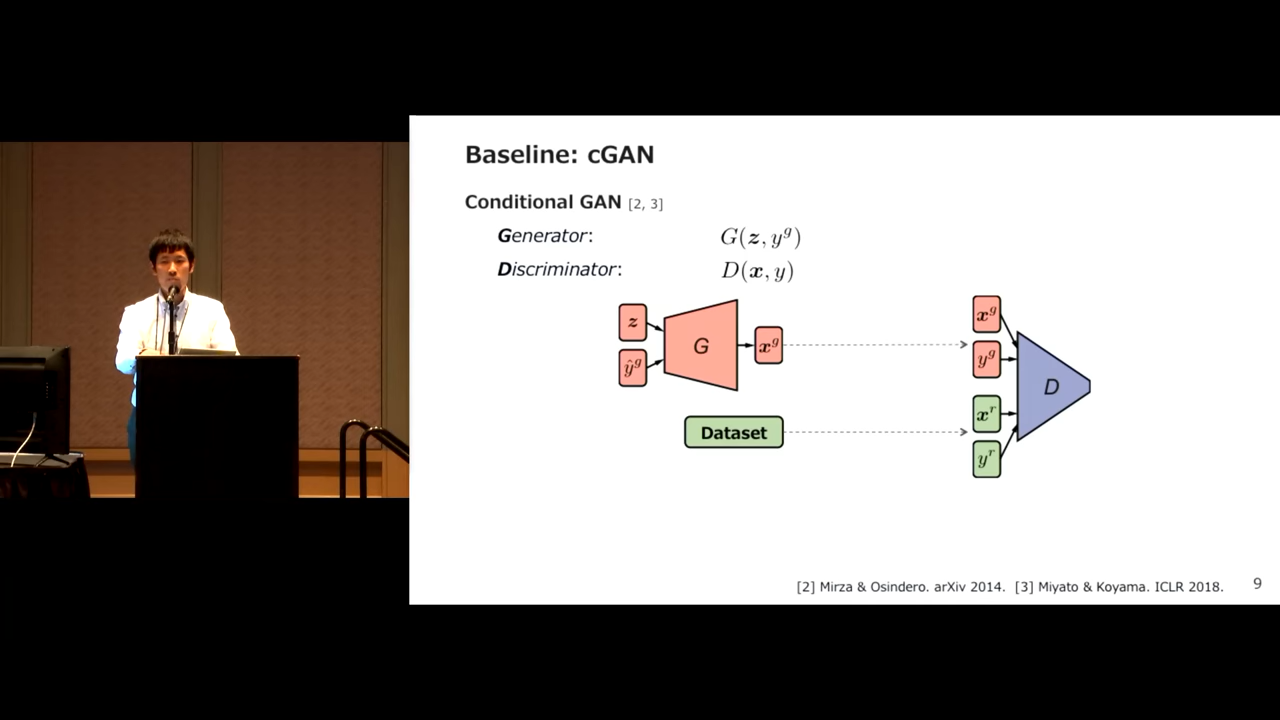 Baseline: cGAN
Conditional GAN [2, 3]
Generator: G(z, y^g)
Discriminator: D(x, y)
z
ŷ^g
G
x^g
Dataset
x^g
y^g
x^r
y^r
D
[2] Mirza & Osindero. arXiv 2014. [3] Miyato & Koyama. ICLR 2018.
9